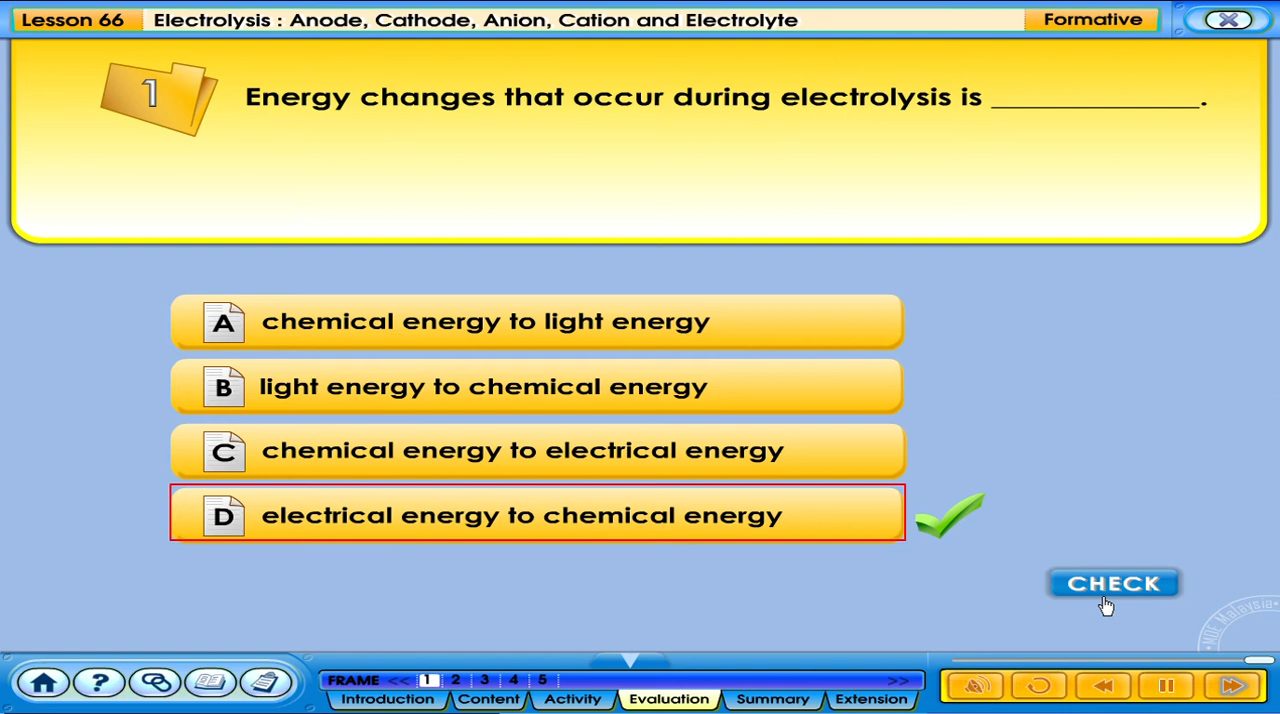 Lesson 66
Electrolysis : Anode, Cathode, Anion, Cation and Electrolyte
Formative
1
Energy changes that occur during electrolysis is ______________.
A chemical energy to light energy
B light energy to chemical energy
C chemical energy to electrical energy
D electrical energy to chemical energy
CHECK
MOE Malaysia
?
FRAME << 1 2 3 4 5 >>
Introduction Content Activity Evaluation Summary Extension